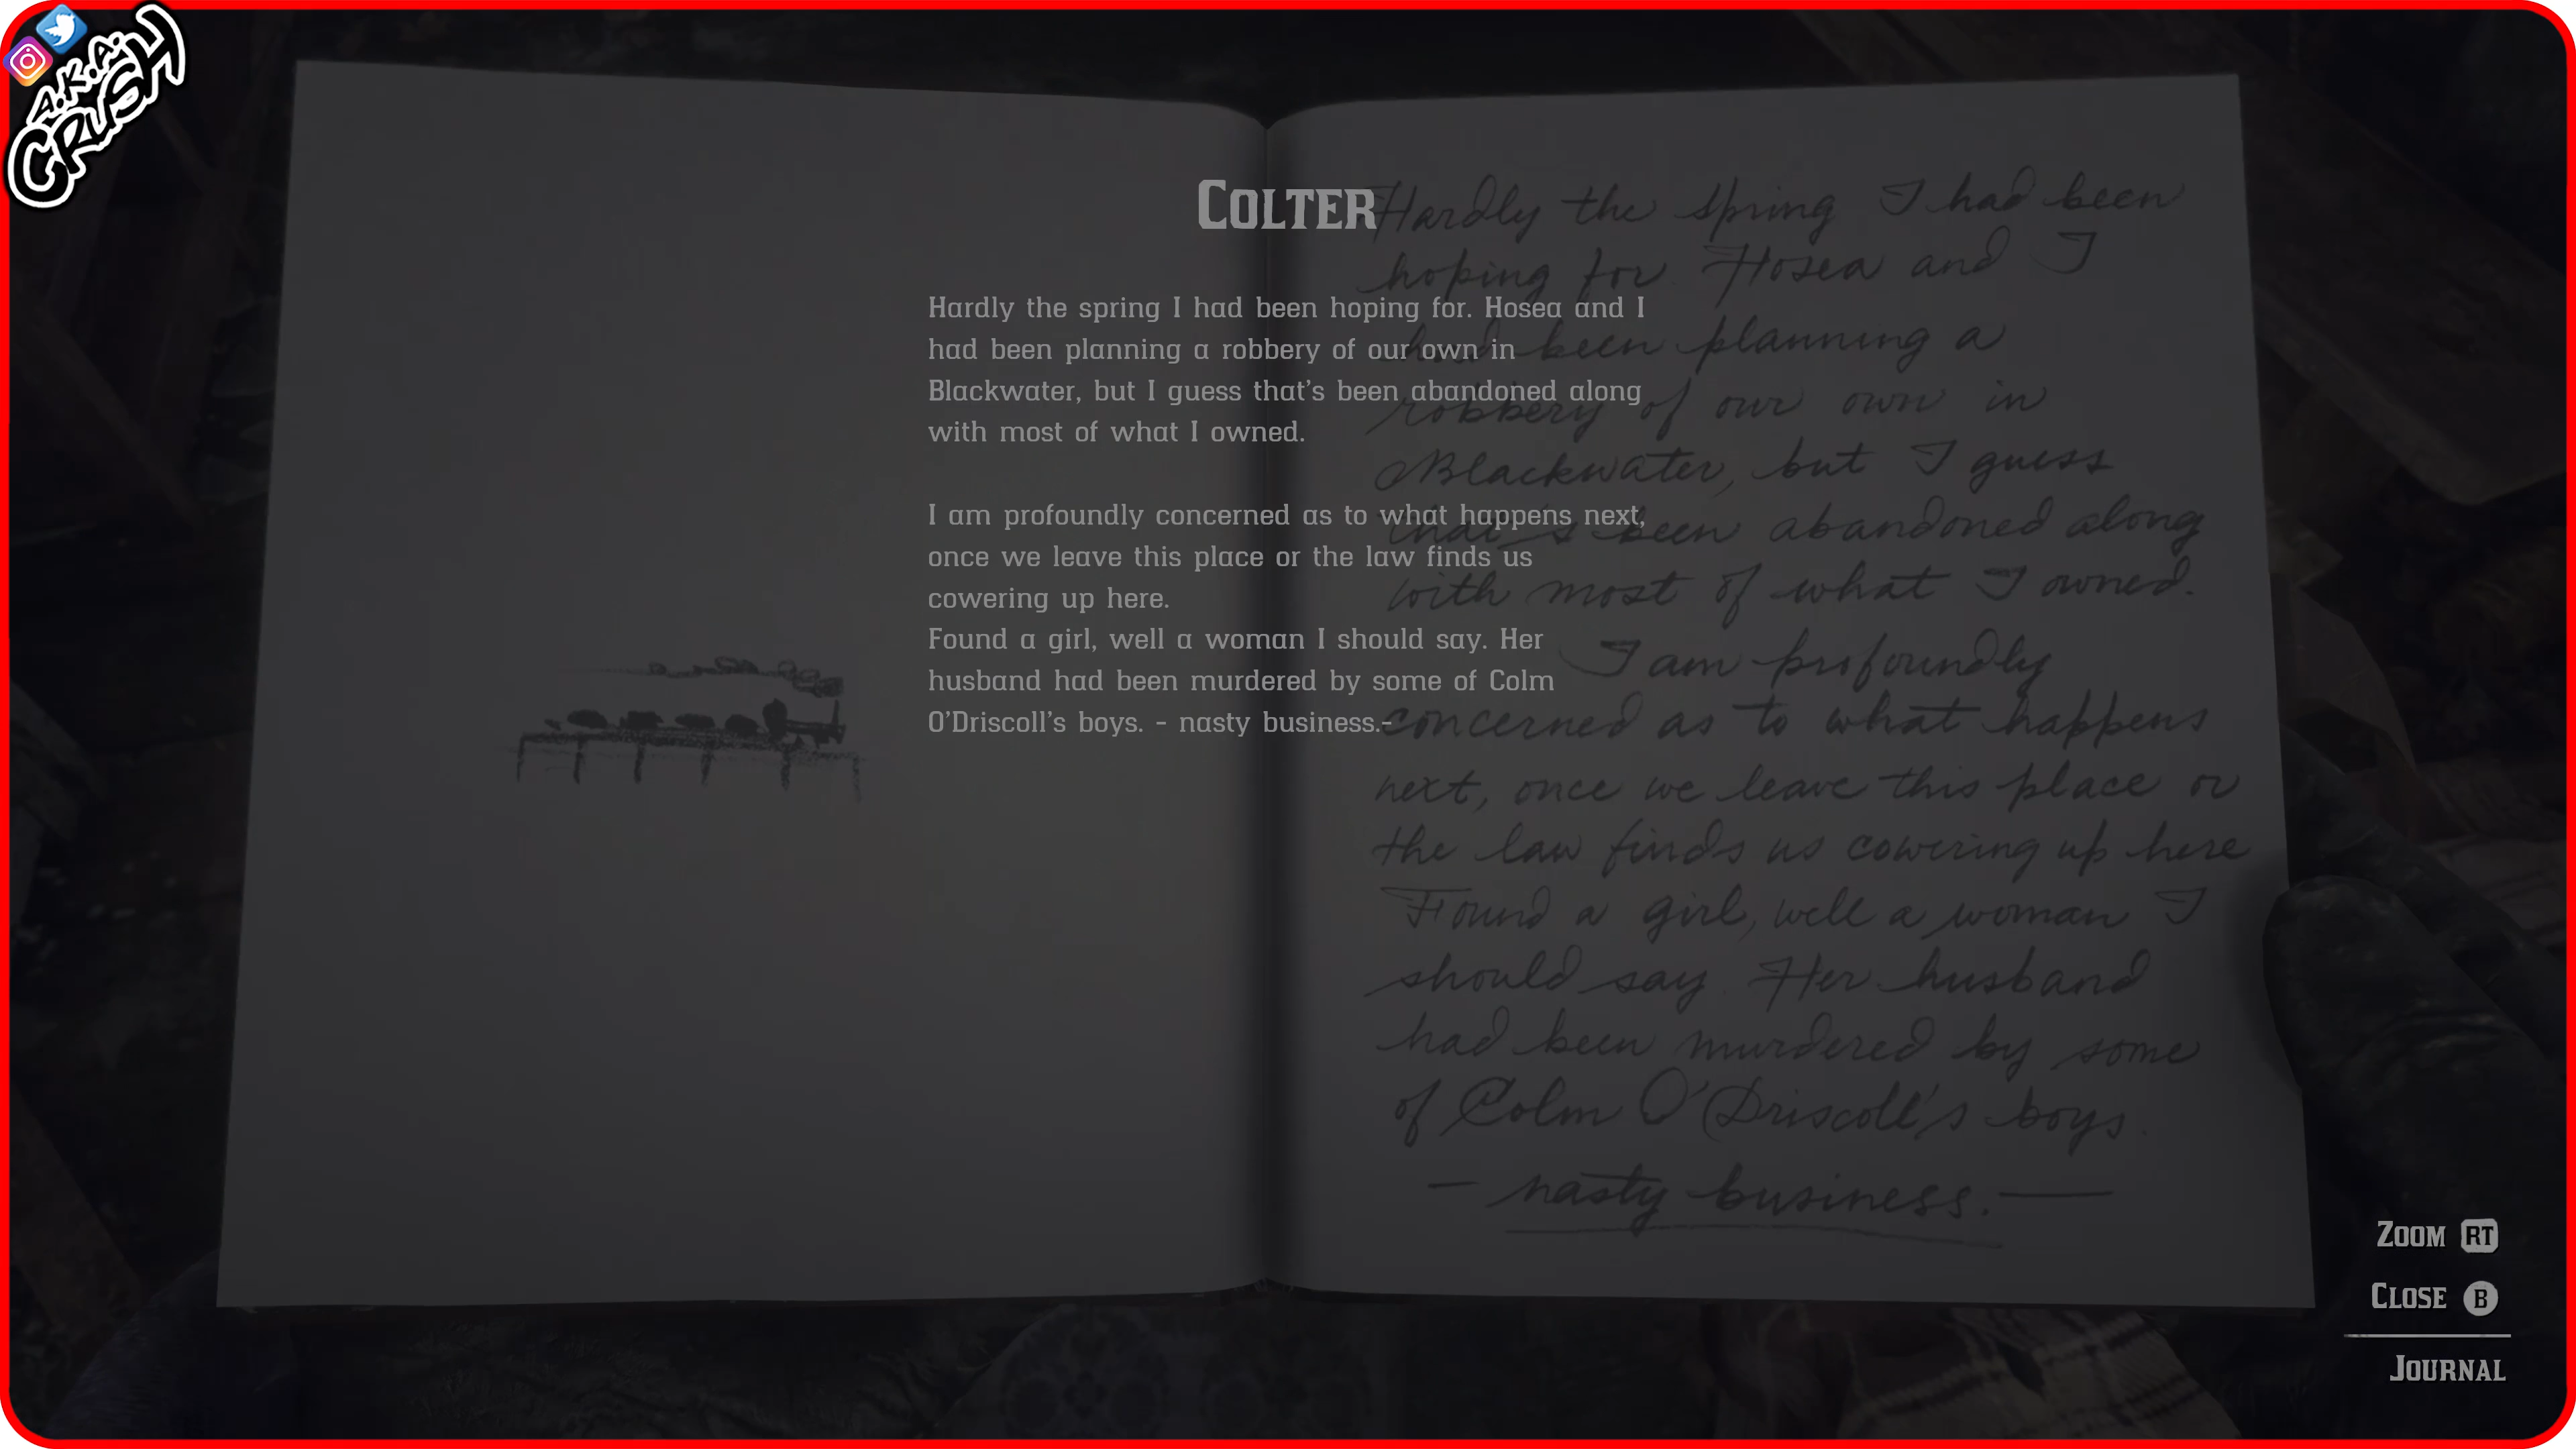 A.K.A.
CRUSH
COLTER
Hardly the spring I had been hoping for. Hosea and I
had been planning a robbery of our own in
Blackwater, but I guess that's been abandoned along
with most of what I owned.
I am profoundly concerned as to what happens next,
once we leave this place or the law finds us
cowering up here.
Found a girl, well a woman I should say. Her
husband had been murdered by some of Colm
O'Driscoll's boys. - nasty business.-
Hardly the spring I had been
hoping for Hosea and I
had been planning a
robbery of our own in
Blackwater, but I guess
that's been abandoned along
with most of what I owned.
I am profoundly
concerned as to what happens
next, once we leave this place or
the law finds us cowering up here
Found a girl, well a woman I
should say Her husband
had been murdered by some
of Colm O'Driscoll's boys.
— nasty business. —
ZOOM RT
CLOSE B
JOURNAL